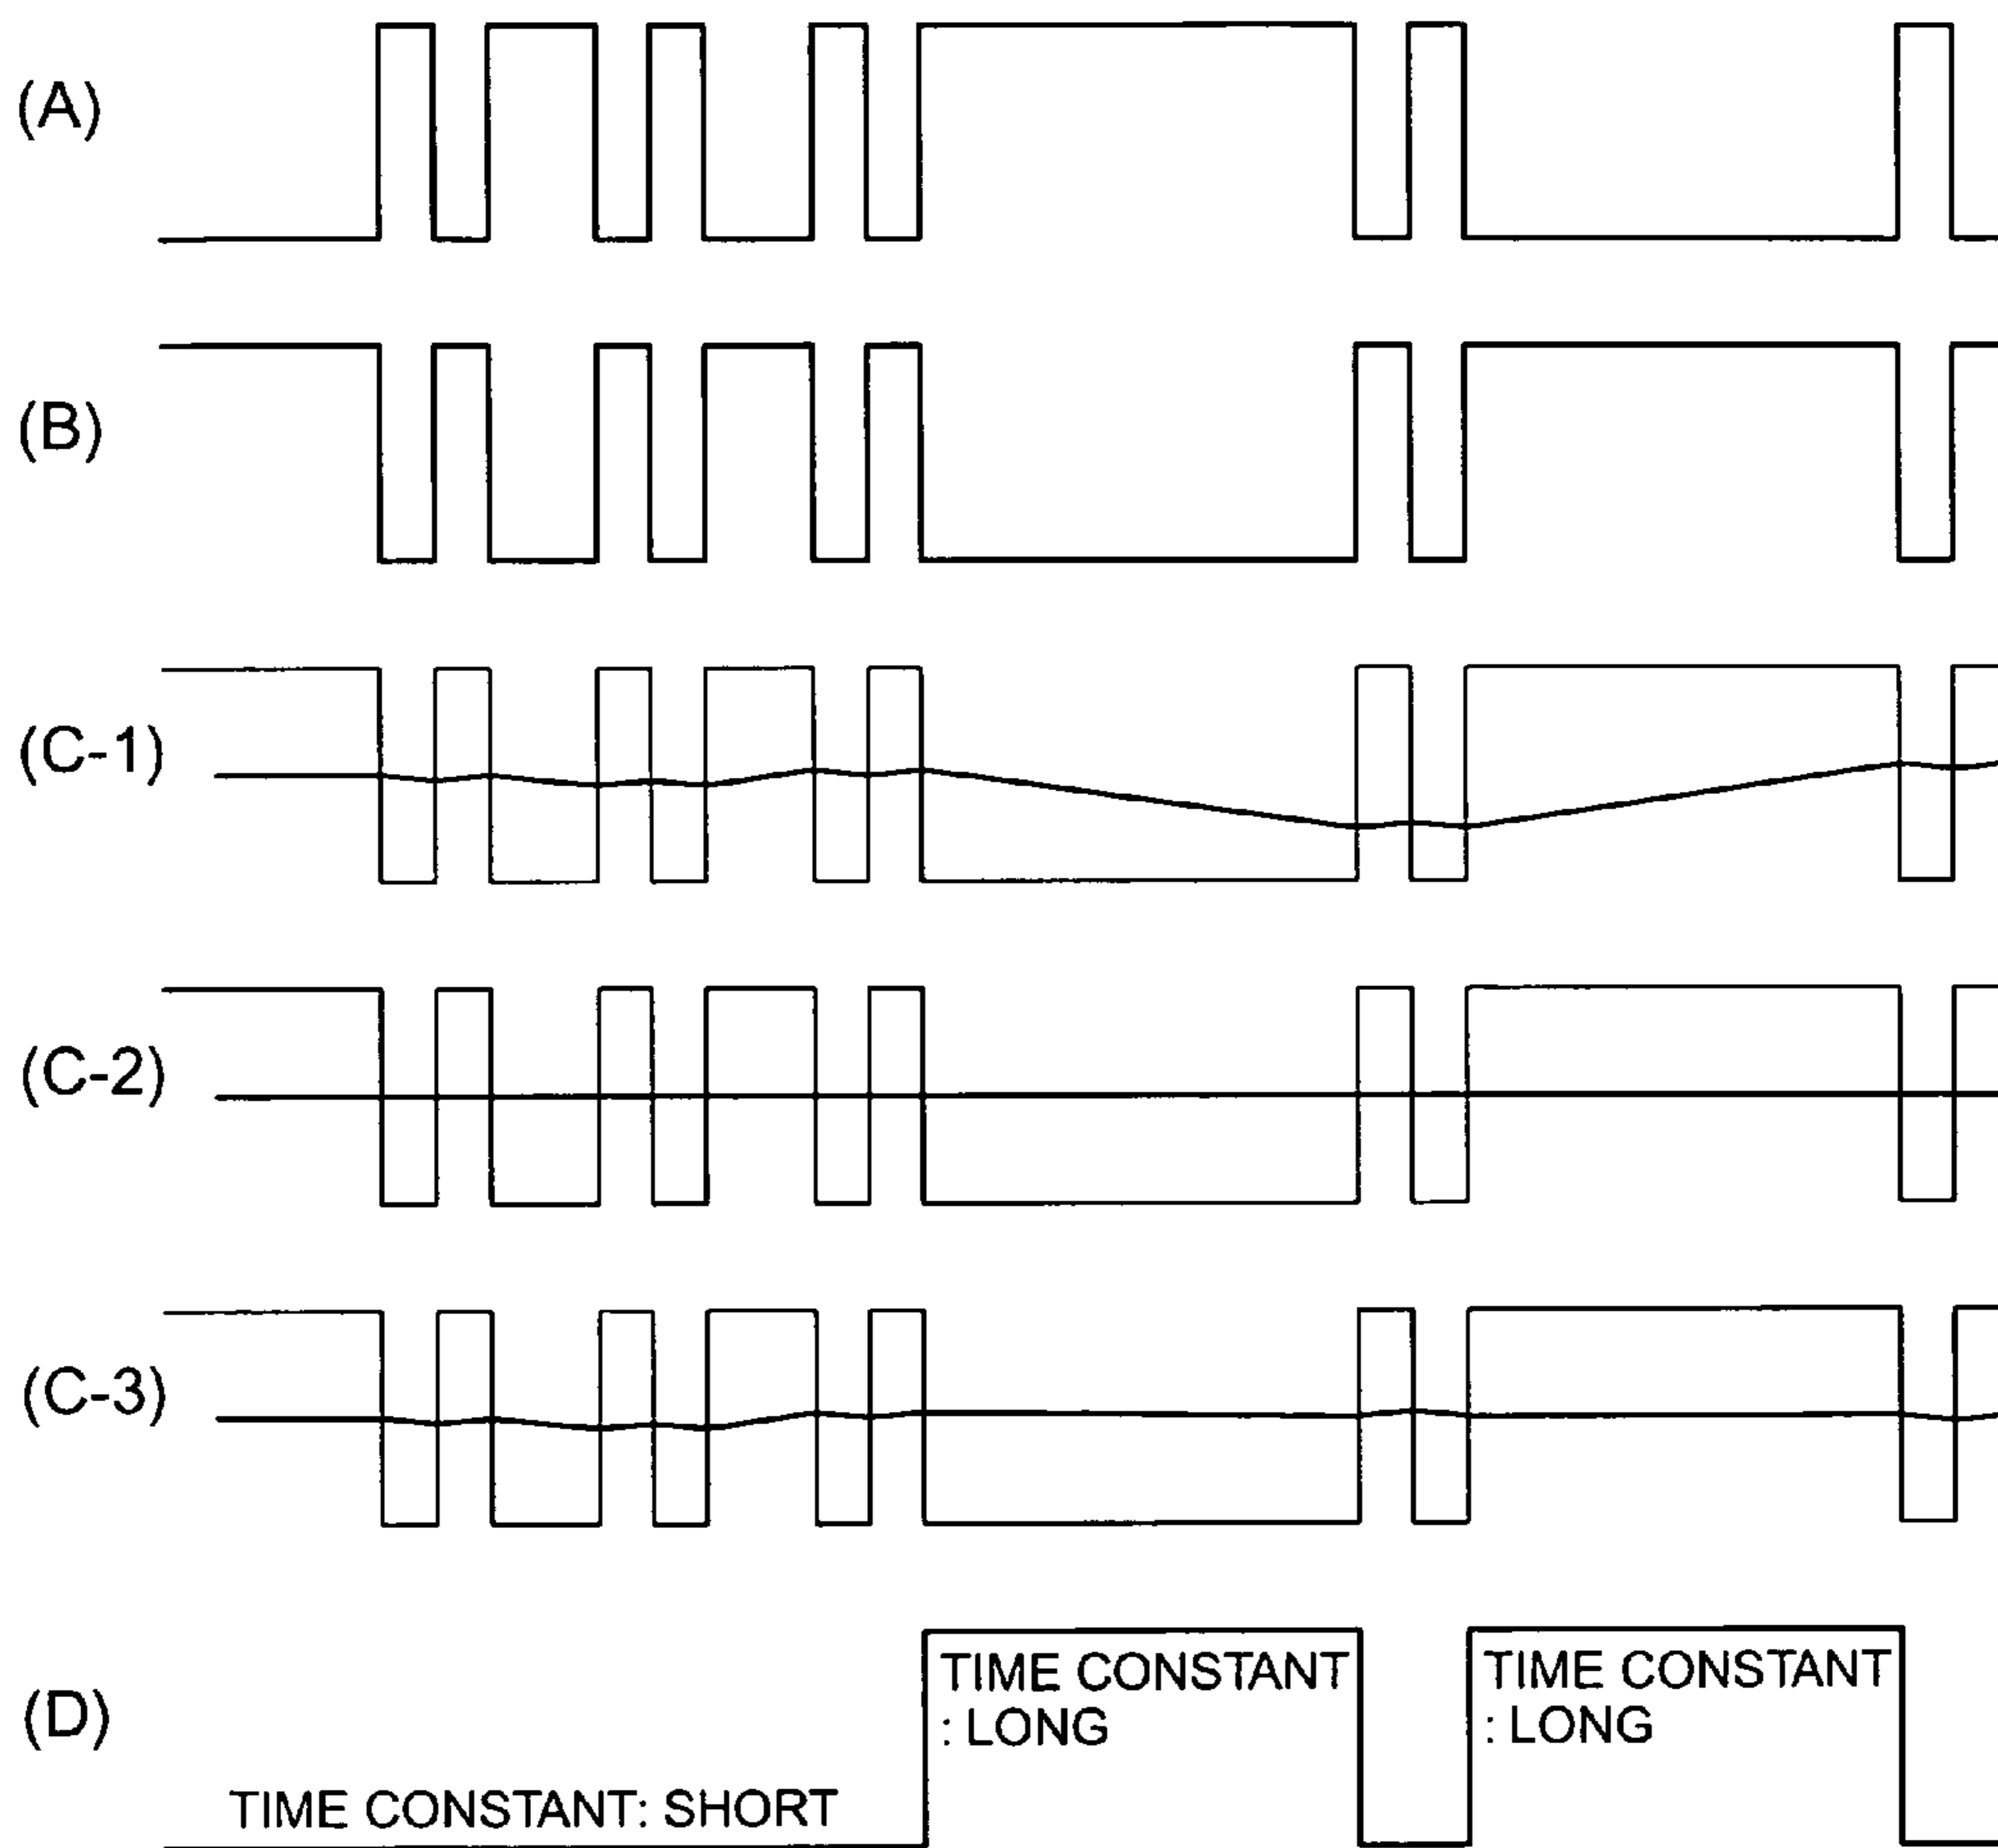 (A)
(B)
(C-1)
(C-2)
(C-3)
(D)
TIME CONSTANT: SHORT
TIME CONSTANT
: LONG
TIME CONSTANT
: LONG